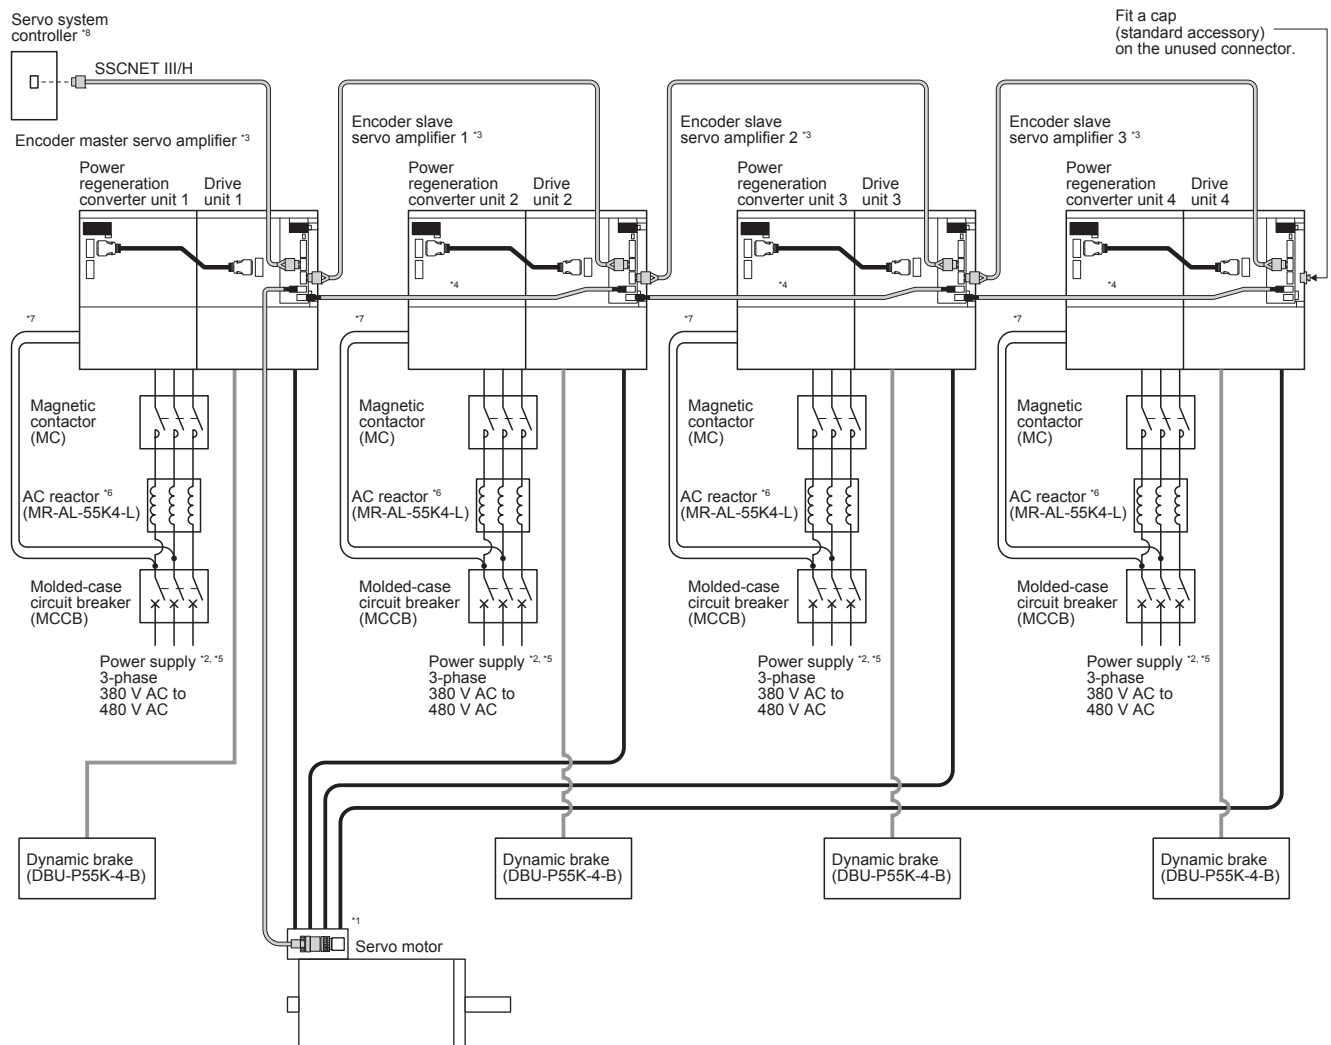 Servo system
controller *8
SSCNET III/H
Fit a cap
(standard accessory)
on the unused connector.
Encoder master servo amplifier *3
Encoder slave
servo amplifier 1 *3
Encoder slave
servo amplifier 2 *3
Encoder slave
servo amplifier 3 *3
Power
regeneration
converter unit 1
Drive
unit 1
Power
regeneration
converter unit 2
Drive
unit 2
Power
regeneration
converter unit 3
Drive
unit 3
Power
regeneration
converter unit 4
Drive
unit 4
*4
*4
*4
*7
*7
*7
*7
Magnetic
contactor
(MC)
Magnetic
contactor
(MC)
Magnetic
contactor
(MC)
Magnetic
contactor
(MC)
AC reactor *6
(MR-AL-55K4-L)
AC reactor *6
(MR-AL-55K4-L)
AC reactor *6
(MR-AL-55K4-L)
AC reactor *6
(MR-AL-55K4-L)
Molded-case
circuit breaker
(MCCB)
Molded-case
circuit breaker
(MCCB)
Molded-case
circuit breaker
(MCCB)
Molded-case
circuit breaker
(MCCB)
Power supply *2, *5
3-phase
380 V AC to
480 V AC
Power supply *2, *5
3-phase
380 V AC to
480 V AC
Power supply *2, *5
3-phase
380 V AC to
480 V AC
Power supply *2, *5
3-phase
380 V AC to
480 V AC
Dynamic brake
(DBU-P55K-4-B)
Dynamic brake
(DBU-P55K-4-B)
Dynamic brake
(DBU-P55K-4-B)
Dynamic brake
(DBU-P55K-4-B)
*1
Servo motor